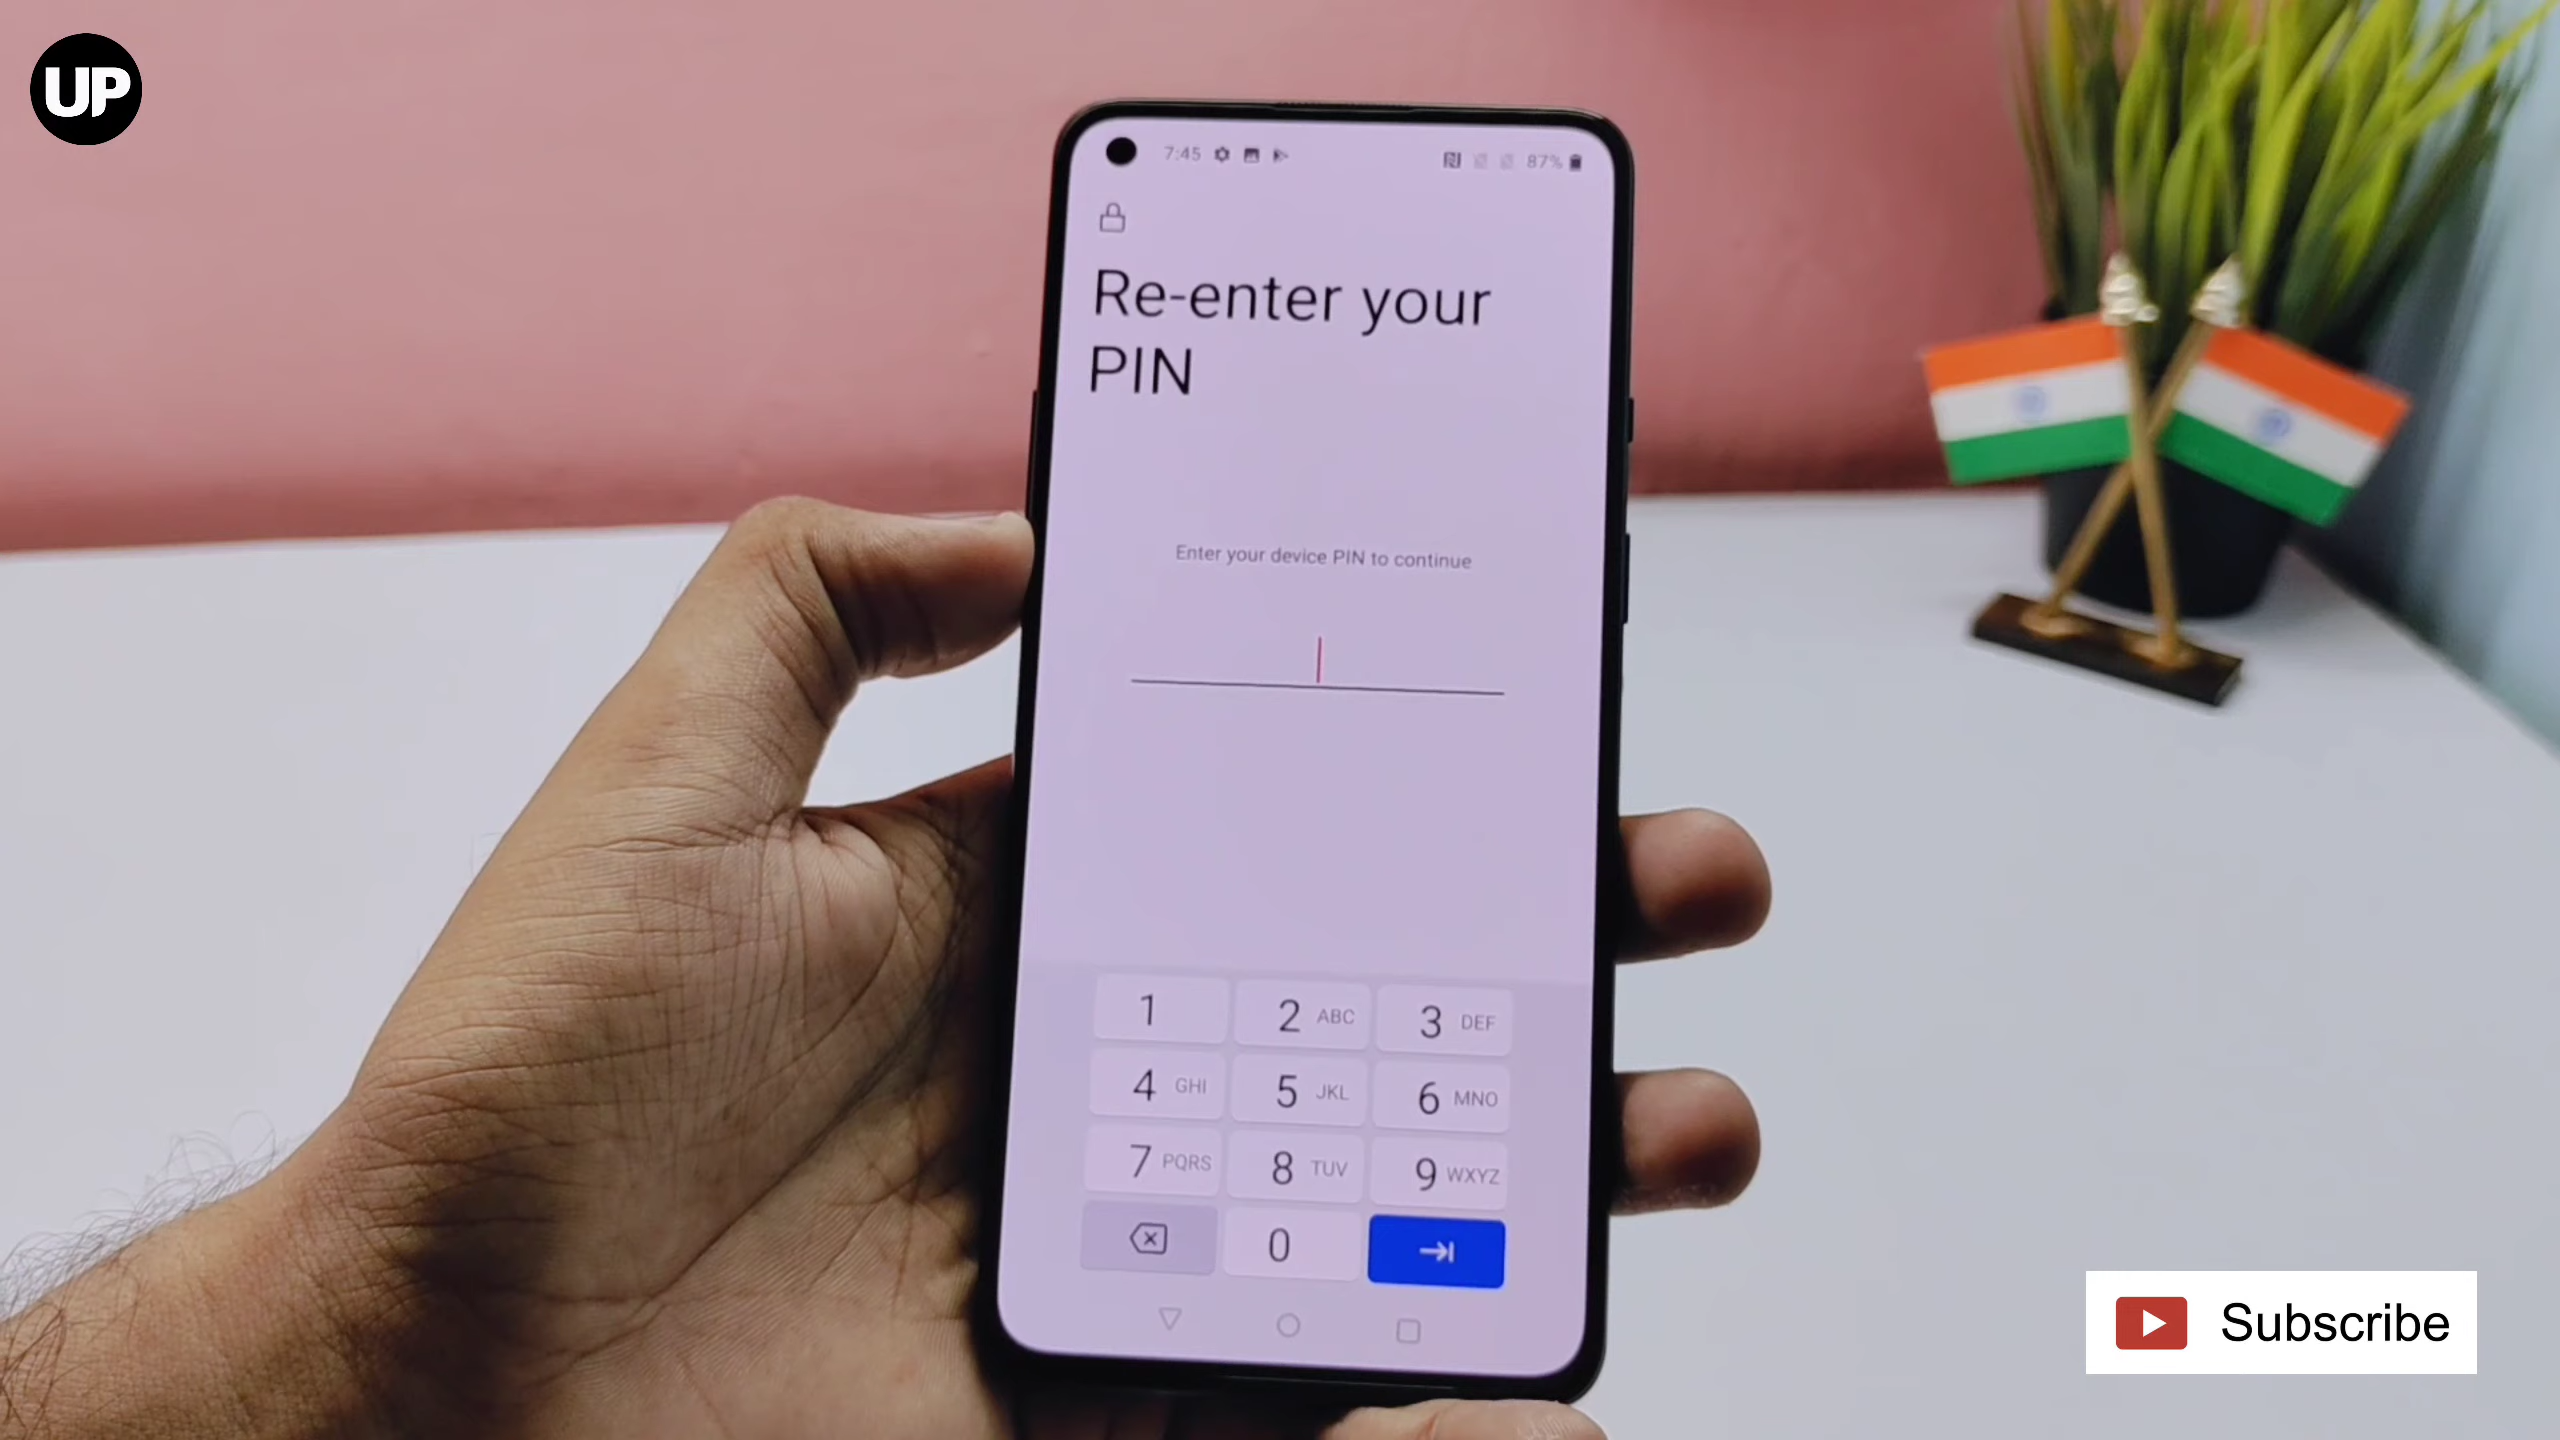 UP
7:45
87%
Re-enter your
PIN
Enter your device PIN to continue
1 2 ABC 3 DEF
4 GHI 5 JKL 6 MNO
7 PQRS 8 TUV 9 WXYZ
0
Subscribe